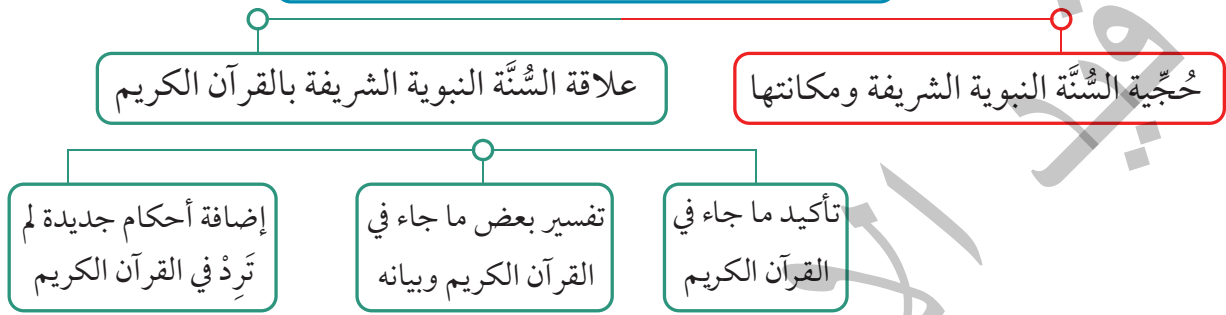 حُجِّية السُّنَّة النبوية الشريفة ومكانتها
علاقة السُّنَّة النبوية الشريفة بالقرآن الكريم
تأكيد ما جاء في
القرآن الكريم
تفسير بعض ما جاء في
القرآن الكريم وبيانه
إضافة أحكام جديدة لم
تَرِدْ في القرآن الكريم